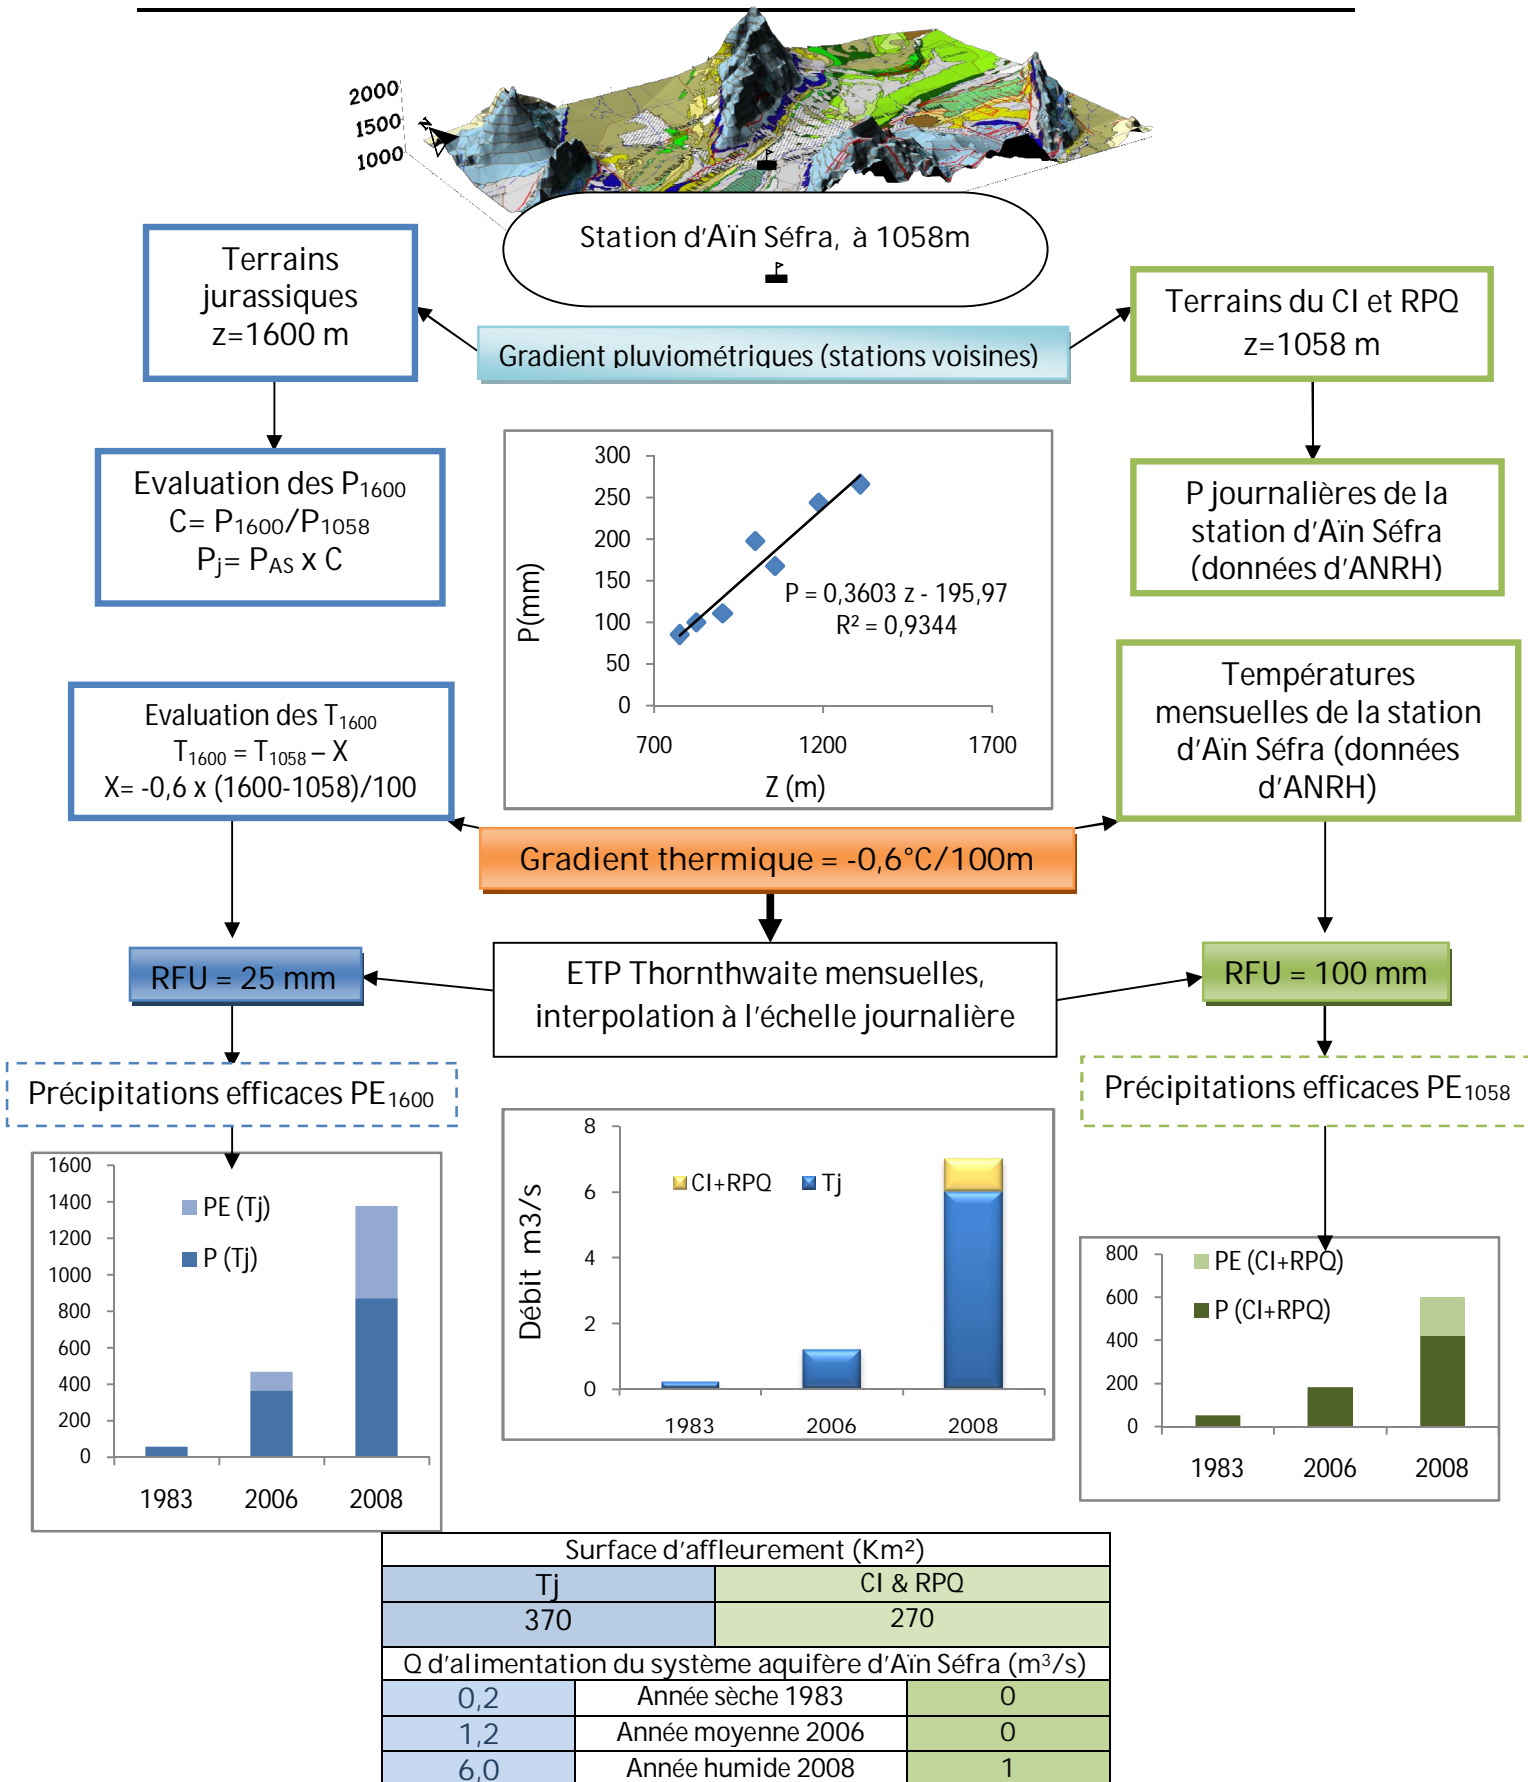 2000
1500
1000
N
Station d'Aïn Séfra, à 1058m
Terrains
jurassiques
z=1600 m
Gradient pluviométriques (stations voisines)
Terrains du CI et RPQ
z=1058 m
Evaluation des P1600
C= P1600/P1058
Pj= PAS x C
P journalières de la
station d'Aïn Séfra
(données d'ANRH)
300
250
200
150
100
50
0
P(mm)
P = 0,3603 z - 195,97
R² = 0,9344
700 1200 1700
Z (m)
Evaluation des T1600
T1600 = T1058 – X
X= -0,6 x (1600-1058)/100
Températures
mensuelles de la station
d'Aïn Séfra (données
d'ANRH)
Gradient thermique = -0,6°C/100m
RFU = 25 mm
ETP Thornthwaite mensuelles,
interpolation à l'échelle journalière
RFU = 100 mm
Précipitations efficaces PE1600
Précipitations efficaces PE1058
1600
1400
1200
1000
800
600
400
200
0
PE (Tj)
P (Tj)
1983 2006 2008
8
6
4
2
0
Débit m3/s
CI+RPQ Tj
1983 2006 2008
800
600
400
200
0
PE (CI+RPQ)
P (CI+RPQ)
1983 2006 2008
Surface d'affleurement (Km²)
Tj CI & RPQ
370 270
Q d'alimentation du système aquifère d'Aïn Séfra (m³/s)
0,2 Année sèche 1983 0
1,2 Année moyenne 2006 0
6,0 Année humide 2008 1